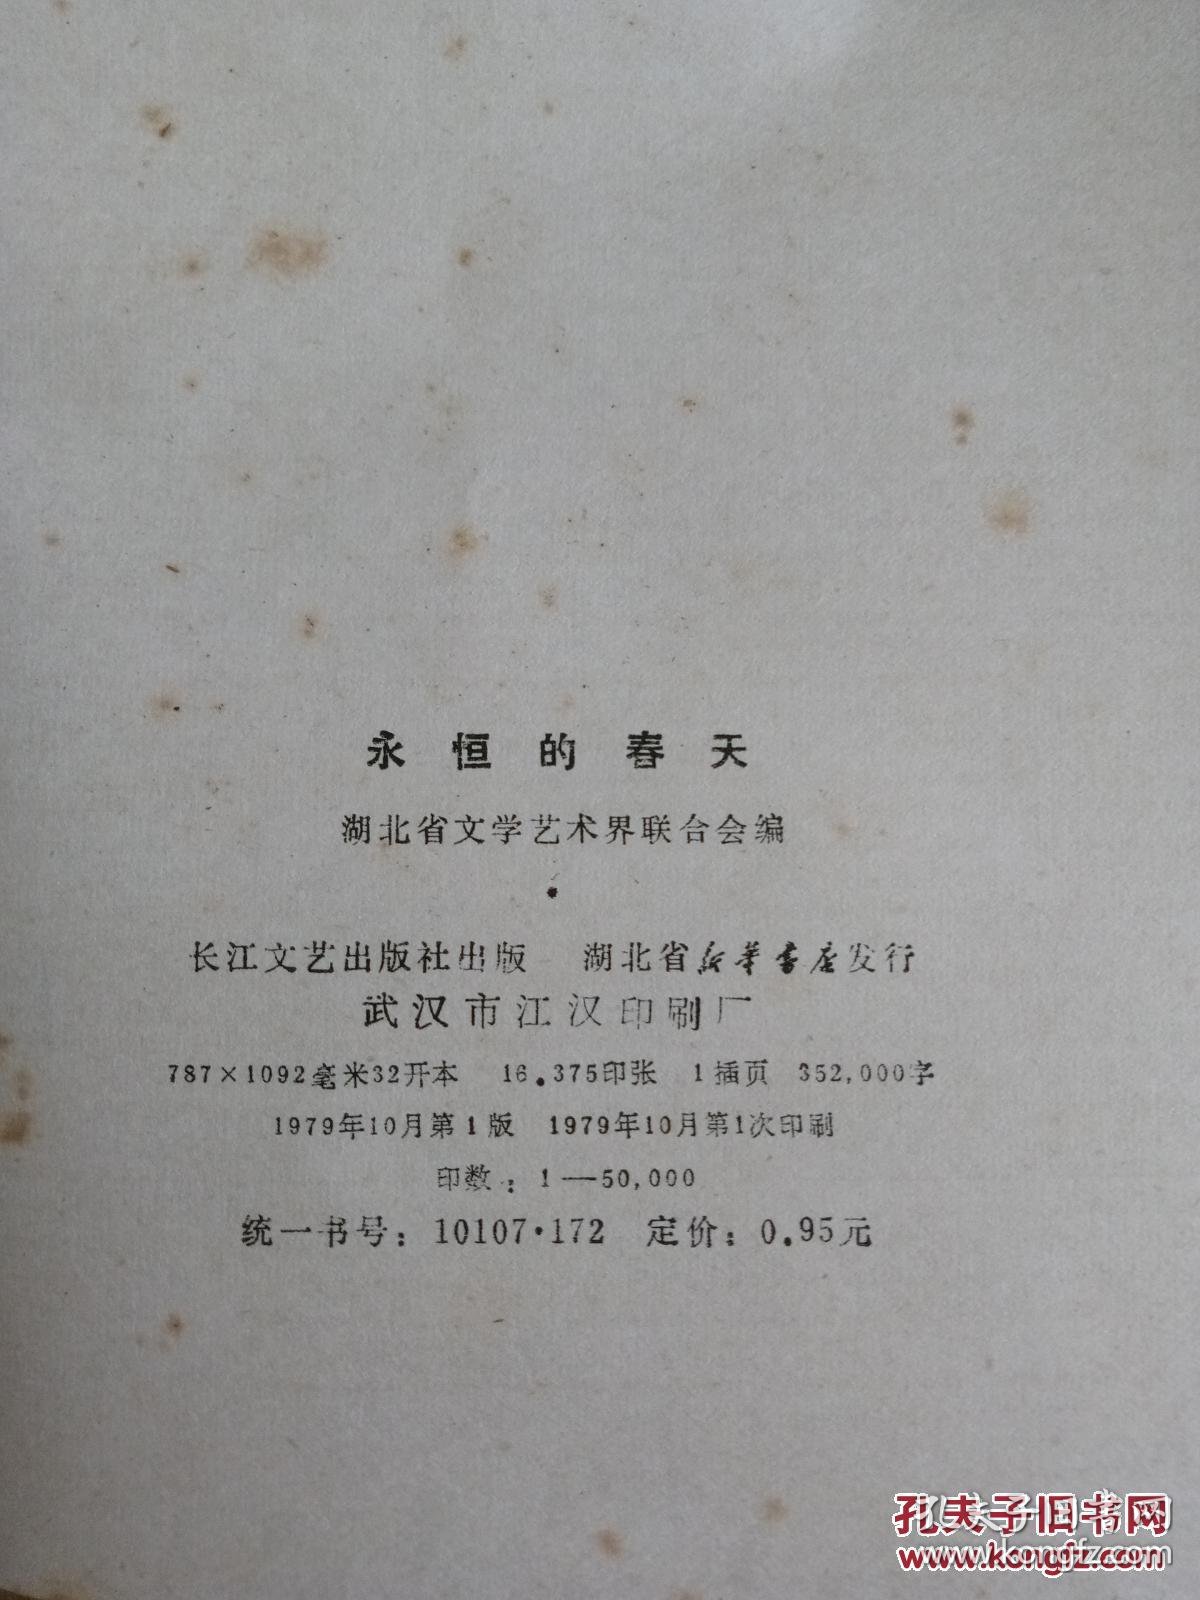 永恒的春天
湖北省文学艺术界联合会编
长江文艺出版社出版 湖北省新华书店发行
武汉市江汉印刷厂
787×1092毫米32开本 16.375印张 1插页 352,000字
1979年10月第1版 1979年10月第1次印刷
印数：1—50,000
统一书号：10107·172 定价：0.95元
孔夫子旧书网
www.kongfz.com